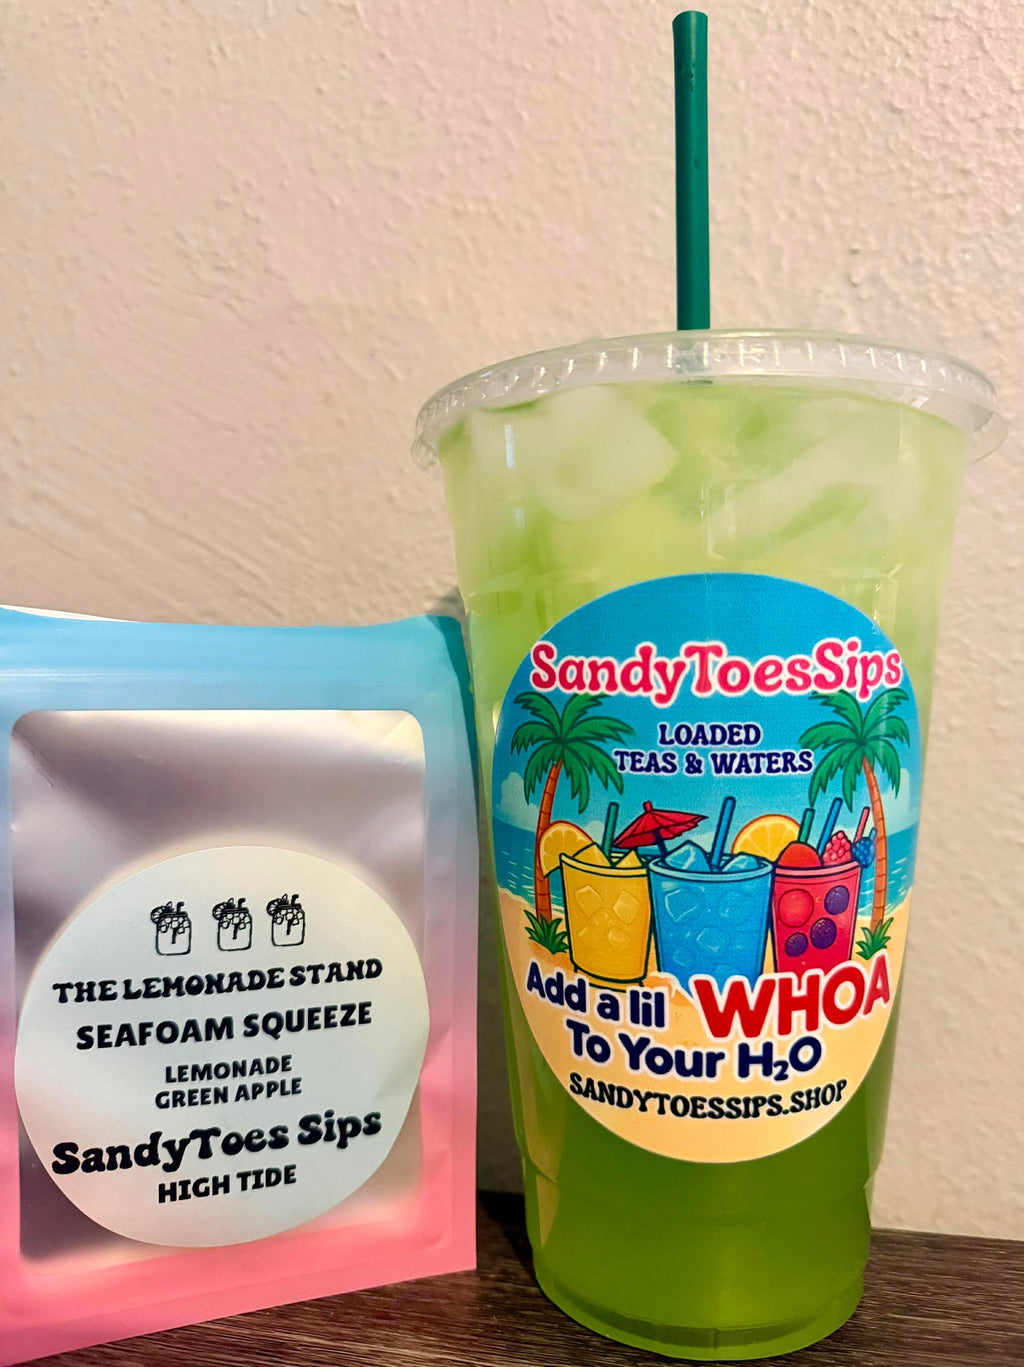 THE LEMONADE STAND
SEAFOAM SQUEEZE
LEMONADE
GREEN APPLE
SandyToes Sips
HIGH TIDE
SandyToesSips
LOADED
TEAS & WATERS
Add a lil WHOA
To Your H₂O
SANDYTOESSIPS.SHOP